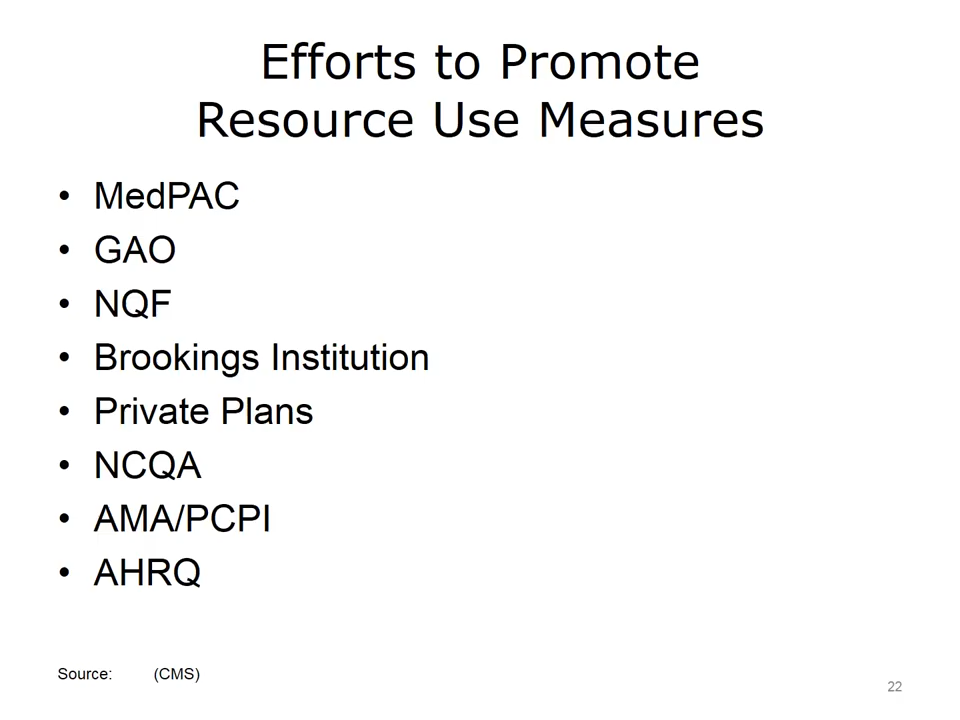 Efforts to Promote
Resource Use Measures
• MedPAC
• GAO
• NQF
• Brookings Institution
• Private Plans
• NCQA
• AMA/PCPI
• AHRQ
Source: (CMS)
22